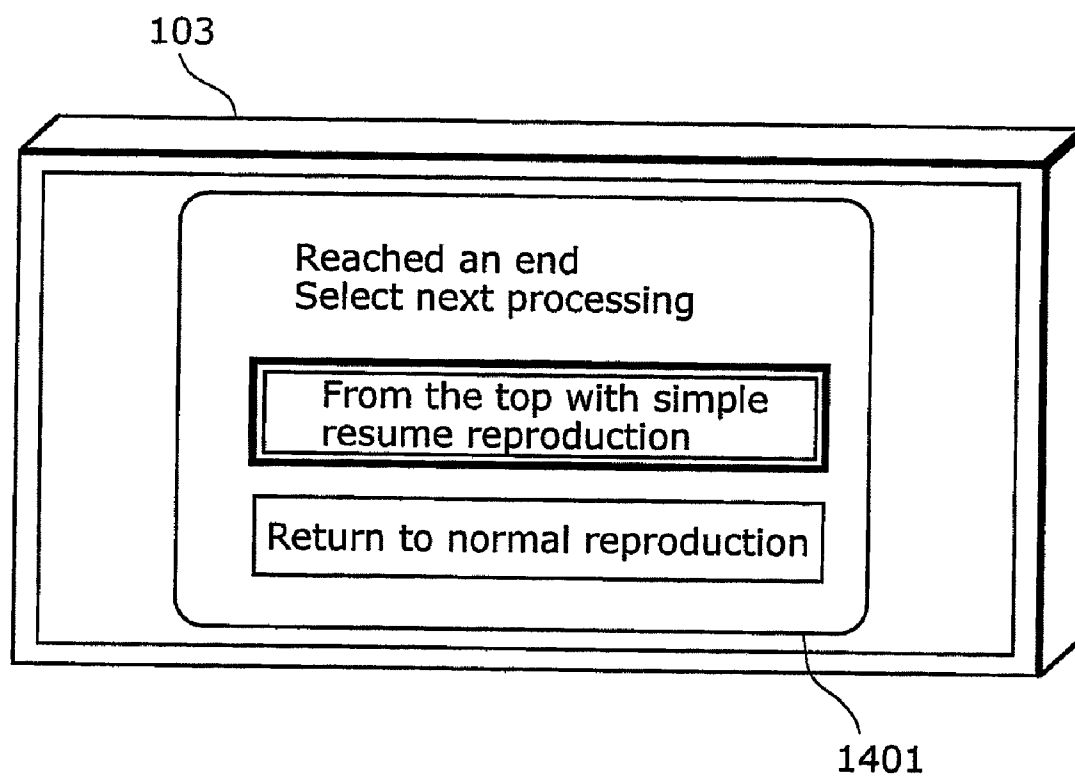 103
Reached an end
Select next processing
From the top with simple
resume reproduction
Return to normal reproduction
1401